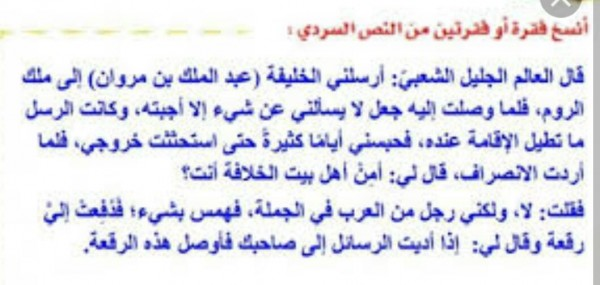 أنسخ فقرة أو فقرتين من النص السردي :
قال العالم الجليل الشعبيّ: أرسلني الخليفة (عبد الملك بن مروان) إلى ملك
الروم، فلما وصلت إليه جعل لا يسألني عن شيء إلا أجبته، وكانت الرسل
ما تطيل الإقامة عنده، فحبسني أيامًا كثيرةً حتى استحثثت خروجي، فلما
أردت الانصراف، قال لي: أمِنْ أهل بيت الخلافة أنت؟
فقلت: لا، ولكني رجل من العرب في الجملة، فهمس بشيء؛ فدُفِعتْ إليّ
رقعة وقال لي: إذا أديت الرسائل إلى صاحبك فأوصل هذه الرقعة.